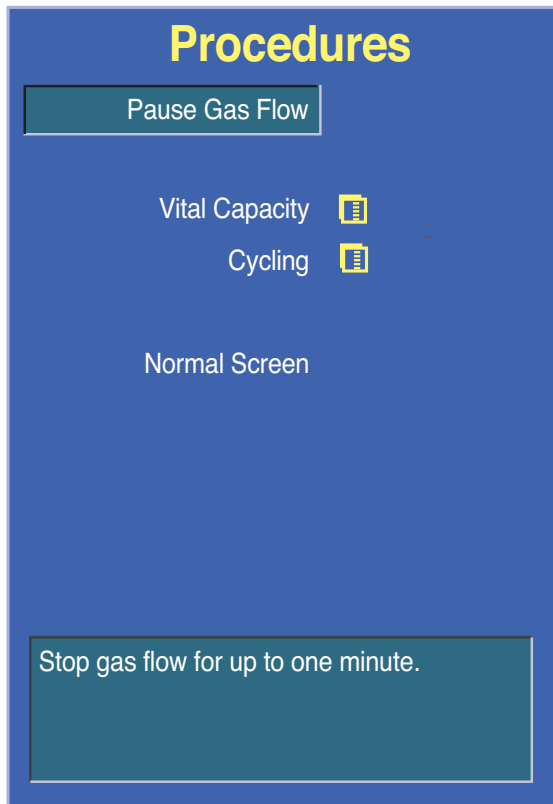 Procedures
Pause Gas Flow
Vital Capacity
Cycling
Normal Screen
Stop gas flow for up to one minute.